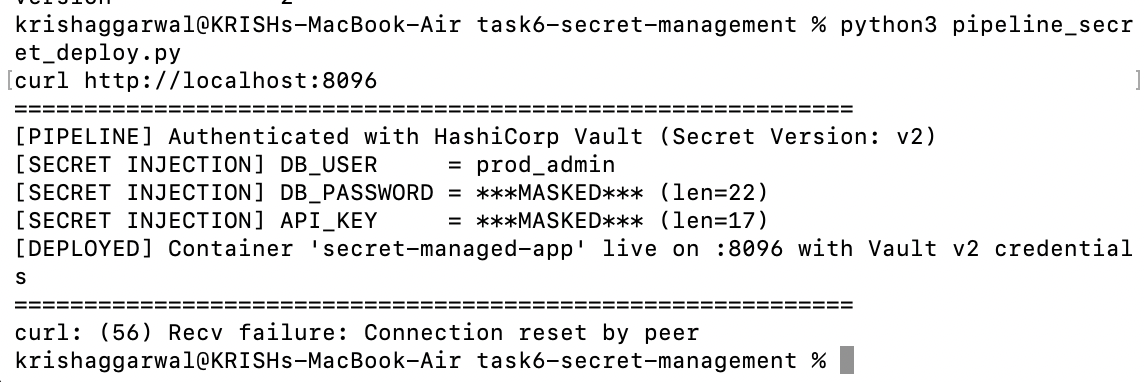 version 2
krishaggarwal@KRISHs-MacBook-Air task6-secret-management % python3 pipeline_secr
et_deploy.py
[curl http://localhost:8096 ]
============================================================
[PIPELINE] Authenticated with HashiCorp Vault (Secret Version: v2)
[SECRET INJECTION] DB_USER     = prod_admin
[SECRET INJECTION] DB_PASSWORD = ***MASKED*** (len=22)
[SECRET INJECTION] API_KEY     = ***MASKED*** (len=17)
[DEPLOYED] Container 'secret-managed-app' live on :8096 with Vault v2 credential
s
============================================================
curl: (56) Recv failure: Connection reset by peer
krishaggarwal@KRISHs-MacBook-Air task6-secret-management %